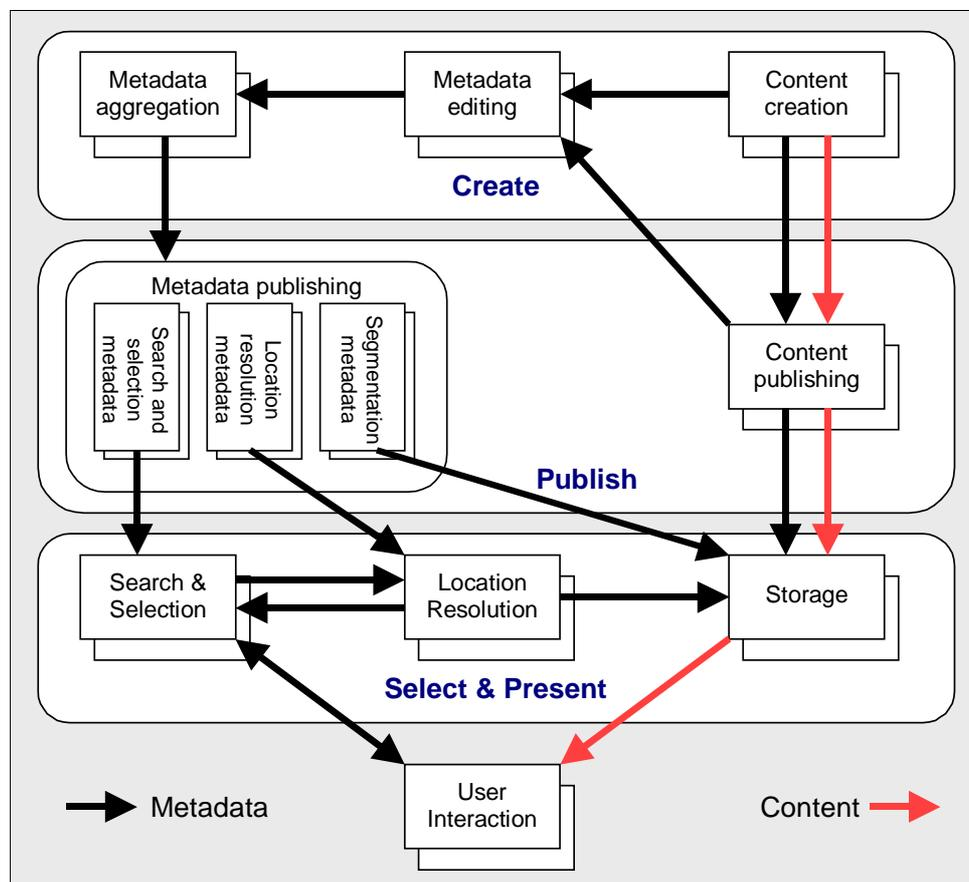 Metadata
aggregation
Metadata
editing
Content
creation
Create
Metadata publishing
Search and
selection
metadata
Location
resolution
metadata
Segmentation
metadata
Content
publishing
Publish
Search &
Selection
Location
Resolution
Storage
Select & Present
User
Interaction
Metadata
Content